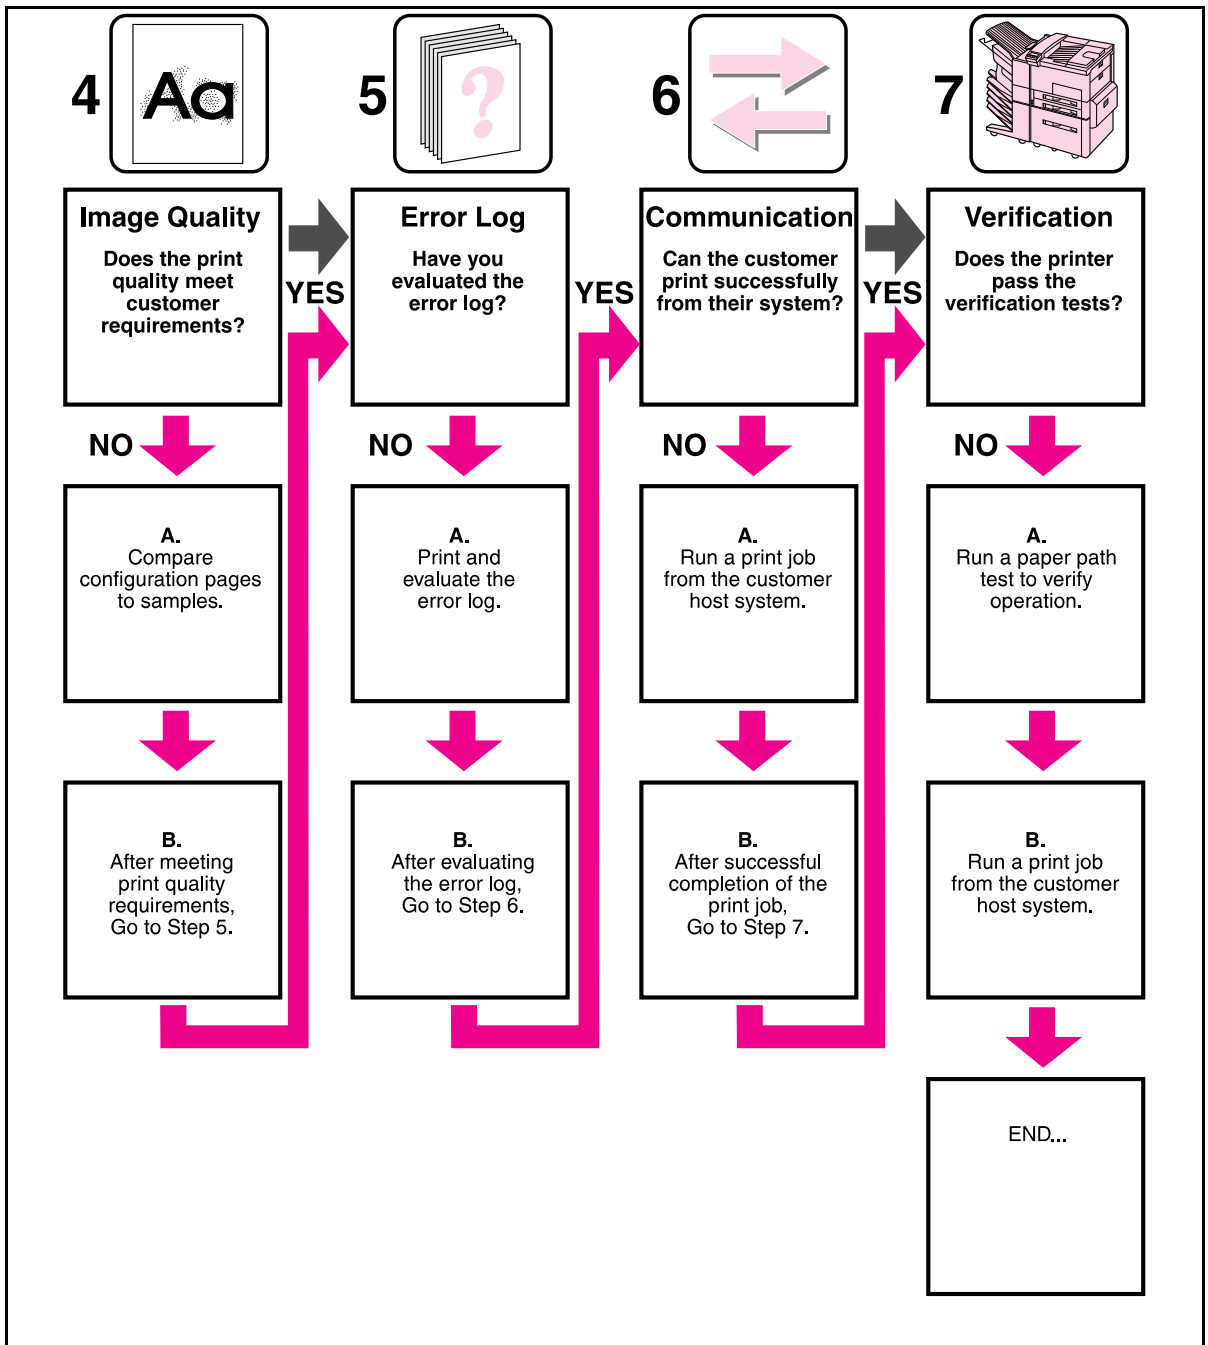 4
Aa
Image Quality
Does the print
quality meet
customer
requirements?
YES
NO
A.
Compare
configuration pages
to samples.
B.
After meeting
print quality
requirements,
Go to Step 5.
5
?
Error Log
Have you
evaluated the
error log?
YES
NO
A.
Print and
evaluate the
error log.
B.
After evaluating
the error log,
Go to Step 6.
6
Communication
Can the customer
print successfully
from their system?
YES
NO
A.
Run a print job
from the customer
host system.
B.
After successful
completion of the
print job,
Go to Step 7.
7
Verification
Does the printer
pass the
verification tests?
NO
A.
Run a paper path
test to verify
operation.
B.
Run a print job
from the customer
host system.
END...